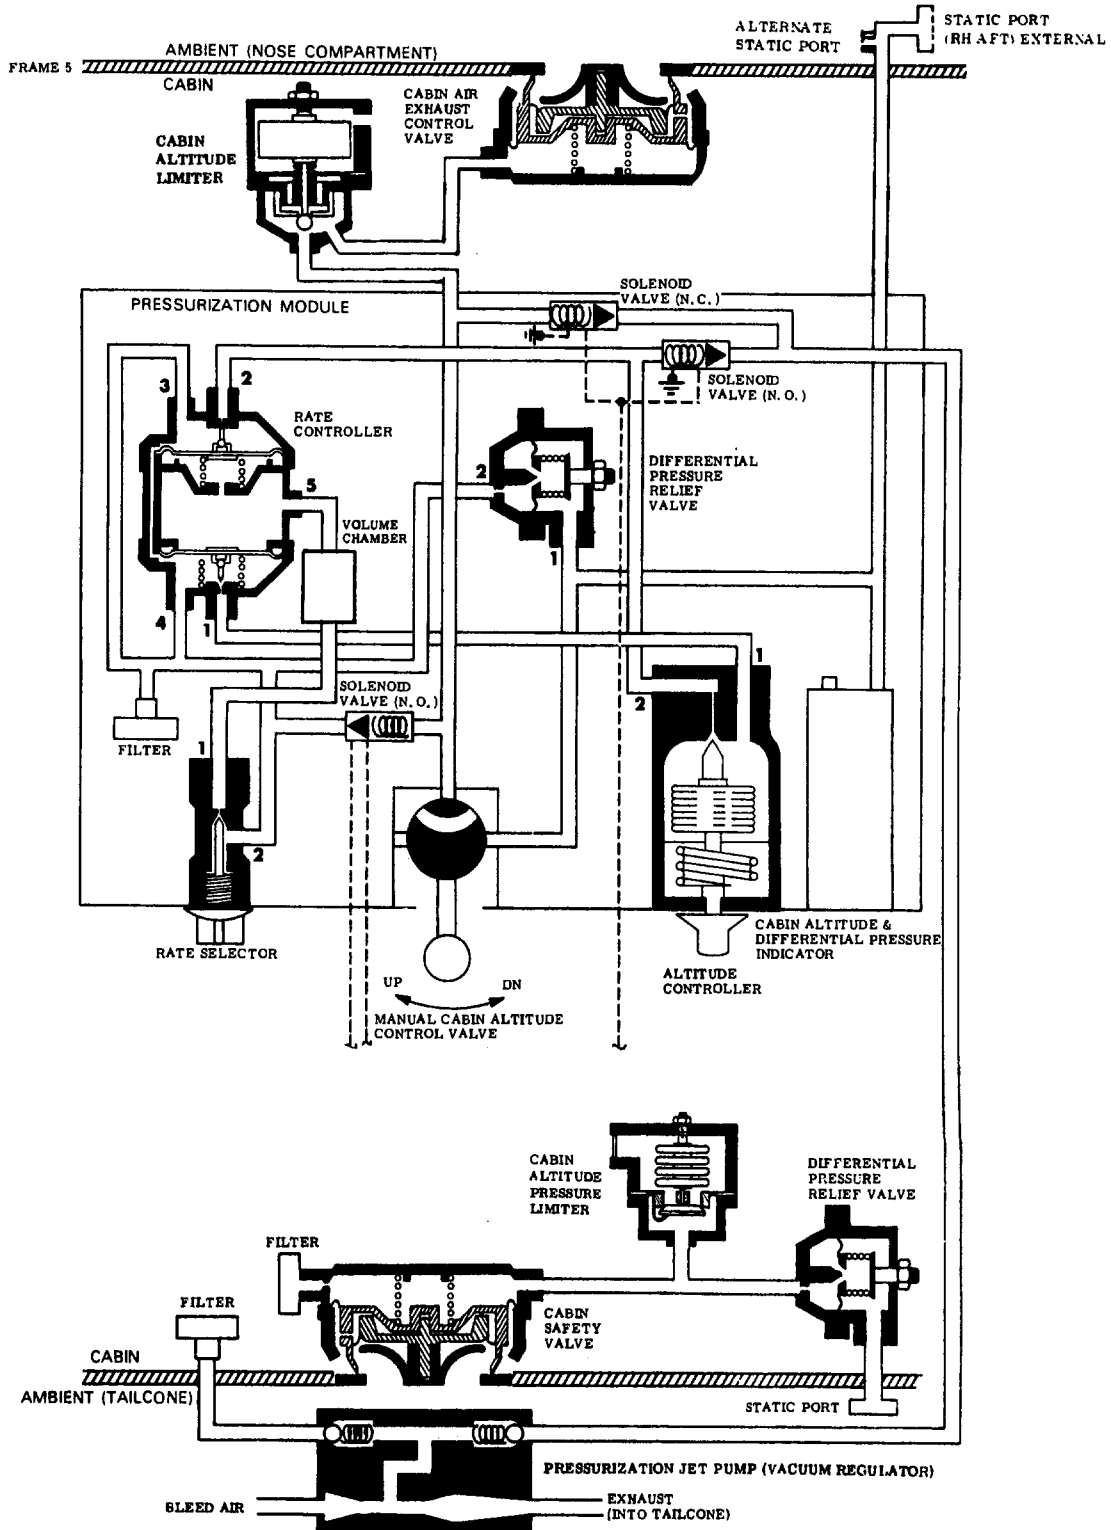 ALTERNATE
STATIC PORT
STATIC PORT
(RH AFT) EXTERNAL
AMBIENT (NOSE COMPARTMENT)
FRAME 5
CABIN
CABIN AIR
EXHAUST
CONTROL
VALVE
CABIN
ALTITUDE
LIMITER
PRESSURIZATION MODULE
SOLENOID
VALVE (N.C.)
SOLENOID
VALVE (N.O.)
3
2
RATE
CONTROLLER
5
VOLUME
CHAMBER
4
1
2
DIFFERENTIAL
PRESSURE
RELIEF
VALVE
1
1
2
SOLENOID
VALVE (N.O.)
FILTER
1
2
RATE SELECTOR
UP
DN
MANUAL CABIN ALTITUDE
CONTROL VALVE
CABIN ALTITUDE &
DIFFERENTIAL PRESSURE
INDICATOR
ALTITUDE
CONTROLLER
CABIN
ALTITUDE
PRESSURE
LIMITER
DIFFERENTIAL
PRESSURE
RELIEF VALVE
FILTER
FILTER
CABIN
SAFETY
VALVE
CABIN
AMBIENT (TAILCONE)
STATIC PORT
PRESSURIZATION JET PUMP (VACUUM REGULATOR)
BLEED AIR
EXHAUST
(INTO TAILCONE)